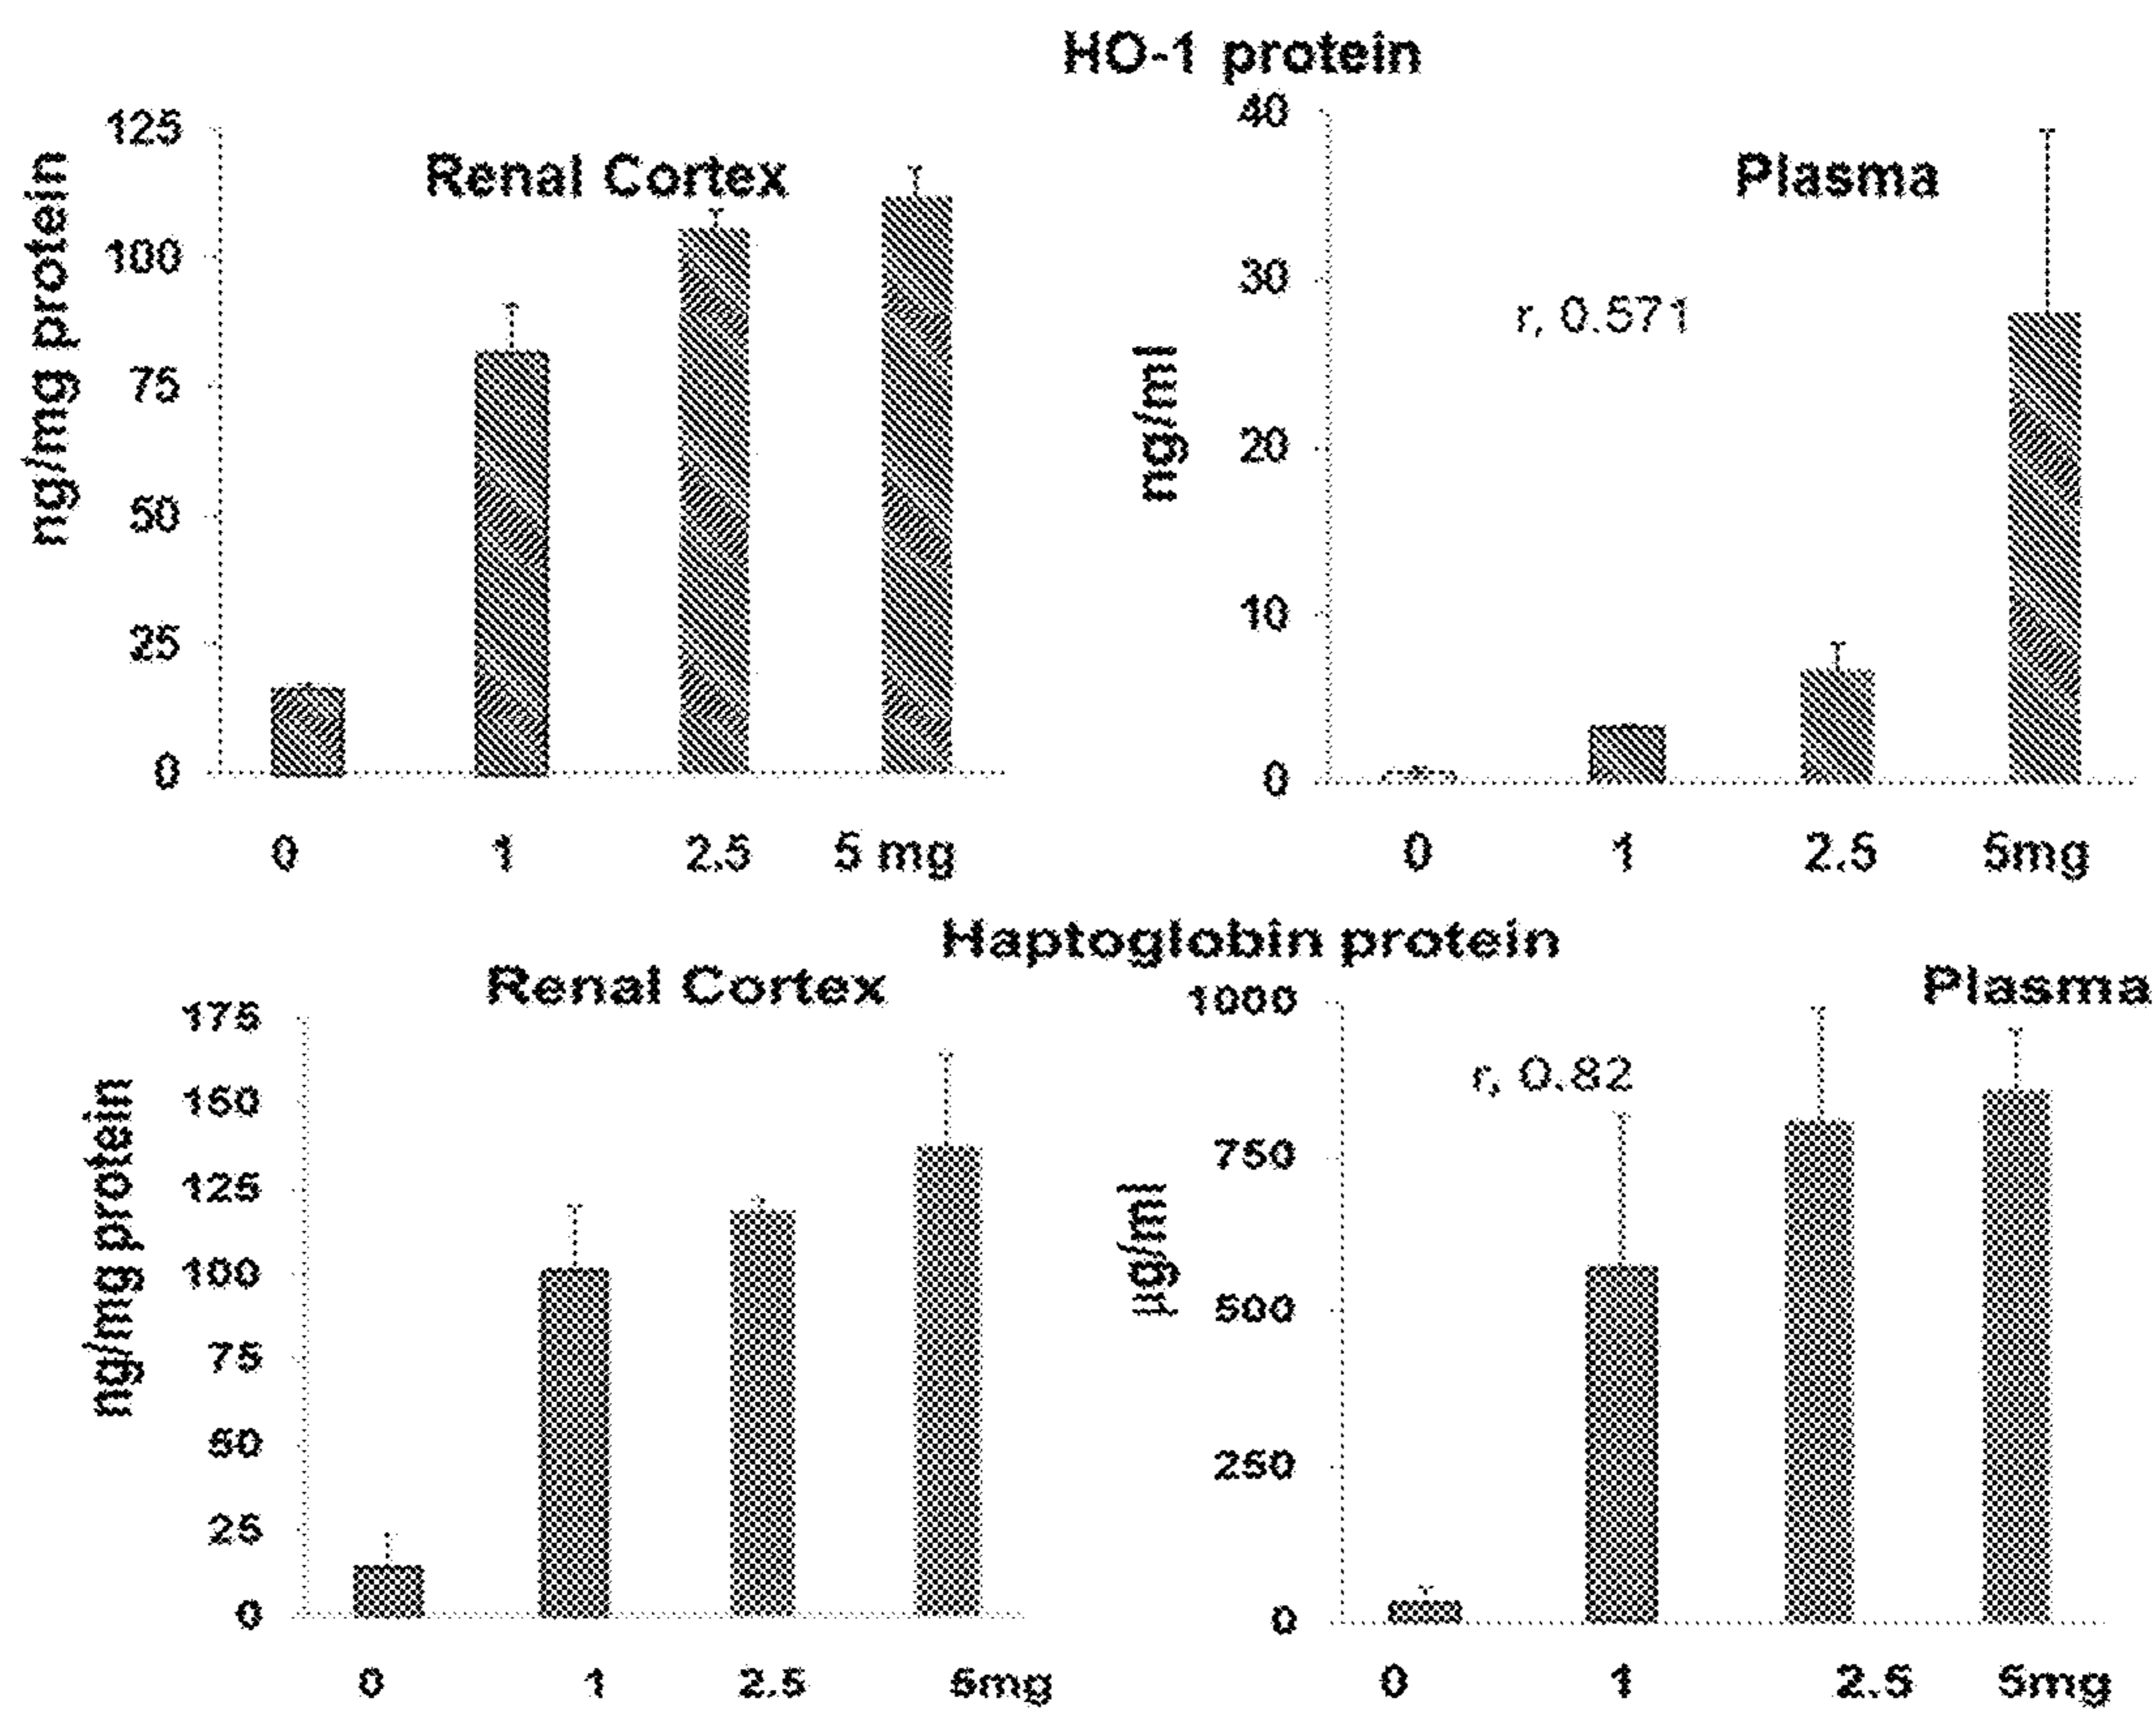 HO-1 protein
Renal Cortex
ng/mg protein
125
100
75
50
25
0
0 1 2.5 5 mg
Plasma
r, 0.571
ng/ml
40
30
20
10
0
0 1 2.5 5mg
Haptoglobin protein
Renal Cortex
ng/mg protein
175
150
125
100
75
50
25
0
0 1 2.5 5mg
Plasma
r, 0.82
µg/ml
1000
750
500
250
0
0 1 2.5 5mg